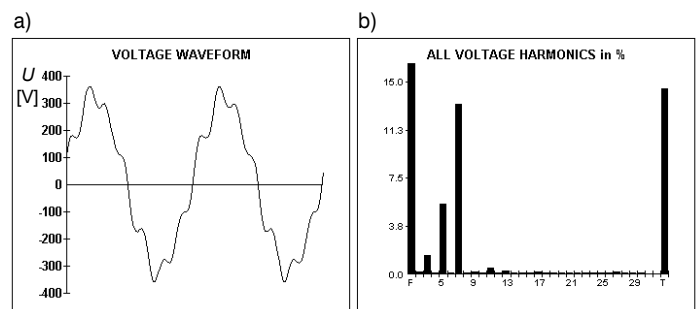 a)
VOLTAGE WAVEFORM
U
[V]
400
300
200
100
0
-100
-200
-300
-400
b)
ALL VOLTAGE HARMONICS in %
15.0
11.3
7.5
3.8
0.0
F 5 9 13 17 21 25 29 T